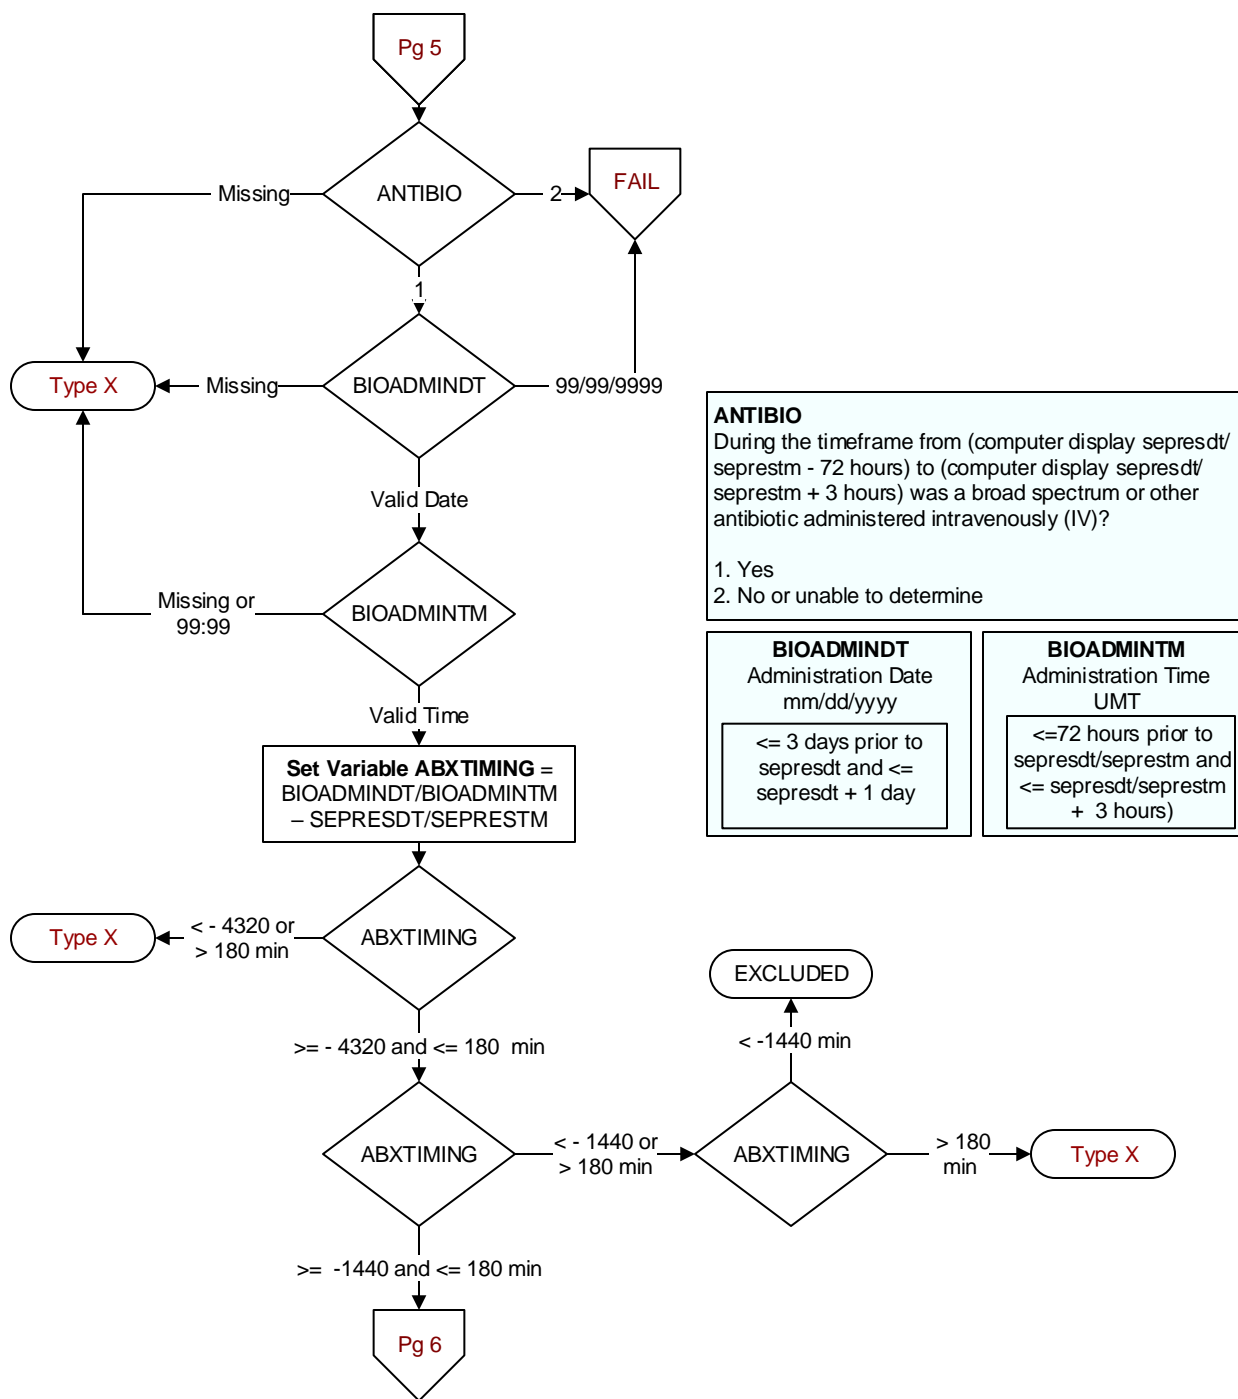 Pg 5
ANTIBIO
Missing
2
FAIL
1
BIOADMINDT
Missing
99/99/9999
Type X
Valid Date
BIOADMINTM
Missing or
99:99
Valid Time
Set Variable ABXTIMING =
BIOADMINDT/BIOADMINTM
– SEPRESDT/SEPRESTM
ANTIBIO
During the timeframe from (computer display sepresdt/
seprestm - 72 hours) to (computer display sepresdt/
seprestm + 3 hours) was a broad spectrum or other
antibiotic administered intravenously (IV)?
1. Yes
2. No or unable to determine
BIOADMINDT
Administration Date
mm/dd/yyyy
<= 3 days prior to
sepresdt and <=
sepresdt + 1 day
BIOADMINTM
Administration Time
UMT
<=72 hours prior to
sepresdt/seprestm and
<= sepresdt/seprestm
+ 3 hours)
ABXTIMING
< - 4320 or
> 180 min
Type X
>= - 4320 and <= 180 min
ABXTIMING
< - 1440 or
> 180 min
ABXTIMING
< -1440 min
EXCLUDED
> 180
min
Type X
>= -1440 and <= 180 min
Pg 6